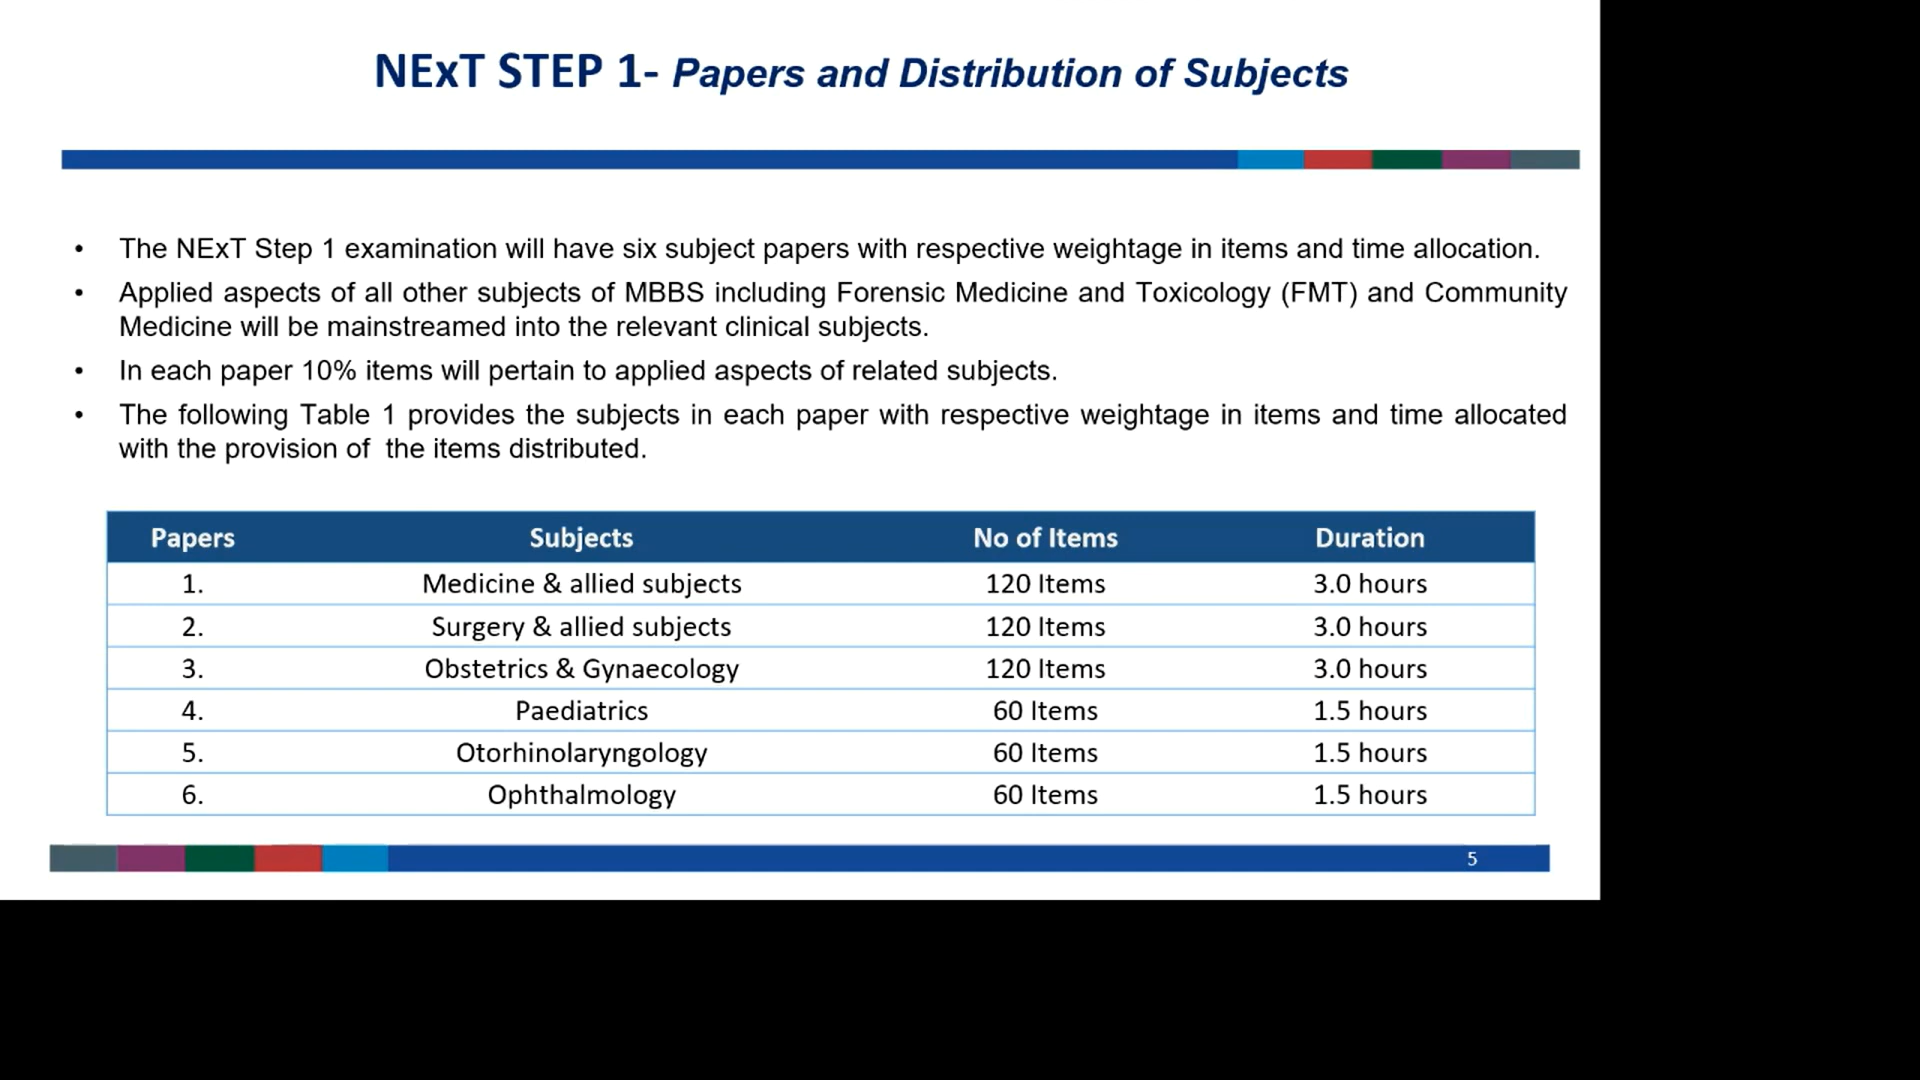 NExT STEP 1- Papers and Distribution of Subjects
• The NExT Step 1 examination will have six subject papers with respective weightage in items and time allocation.
• Applied aspects of all other subjects of MBBS including Forensic Medicine and Toxicology (FMT) and Community
Medicine will be mainstreamed into the relevant clinical subjects.
• In each paper 10% items will pertain to applied aspects of related subjects.
• The following Table 1 provides the subjects in each paper with respective weightage in items and time allocated
with the provision of  the items distributed.
Papers Subjects No of Items Duration
1. Medicine & allied subjects 120 Items 3.0 hours
2. Surgery & allied subjects 120 Items 3.0 hours
3. Obstetrics & Gynaecology 120 Items 3.0 hours
4. Paediatrics 60 Items 1.5 hours
5. Otorhinolaryngology 60 Items 1.5 hours
6. Ophthalmology 60 Items 1.5 hours
5